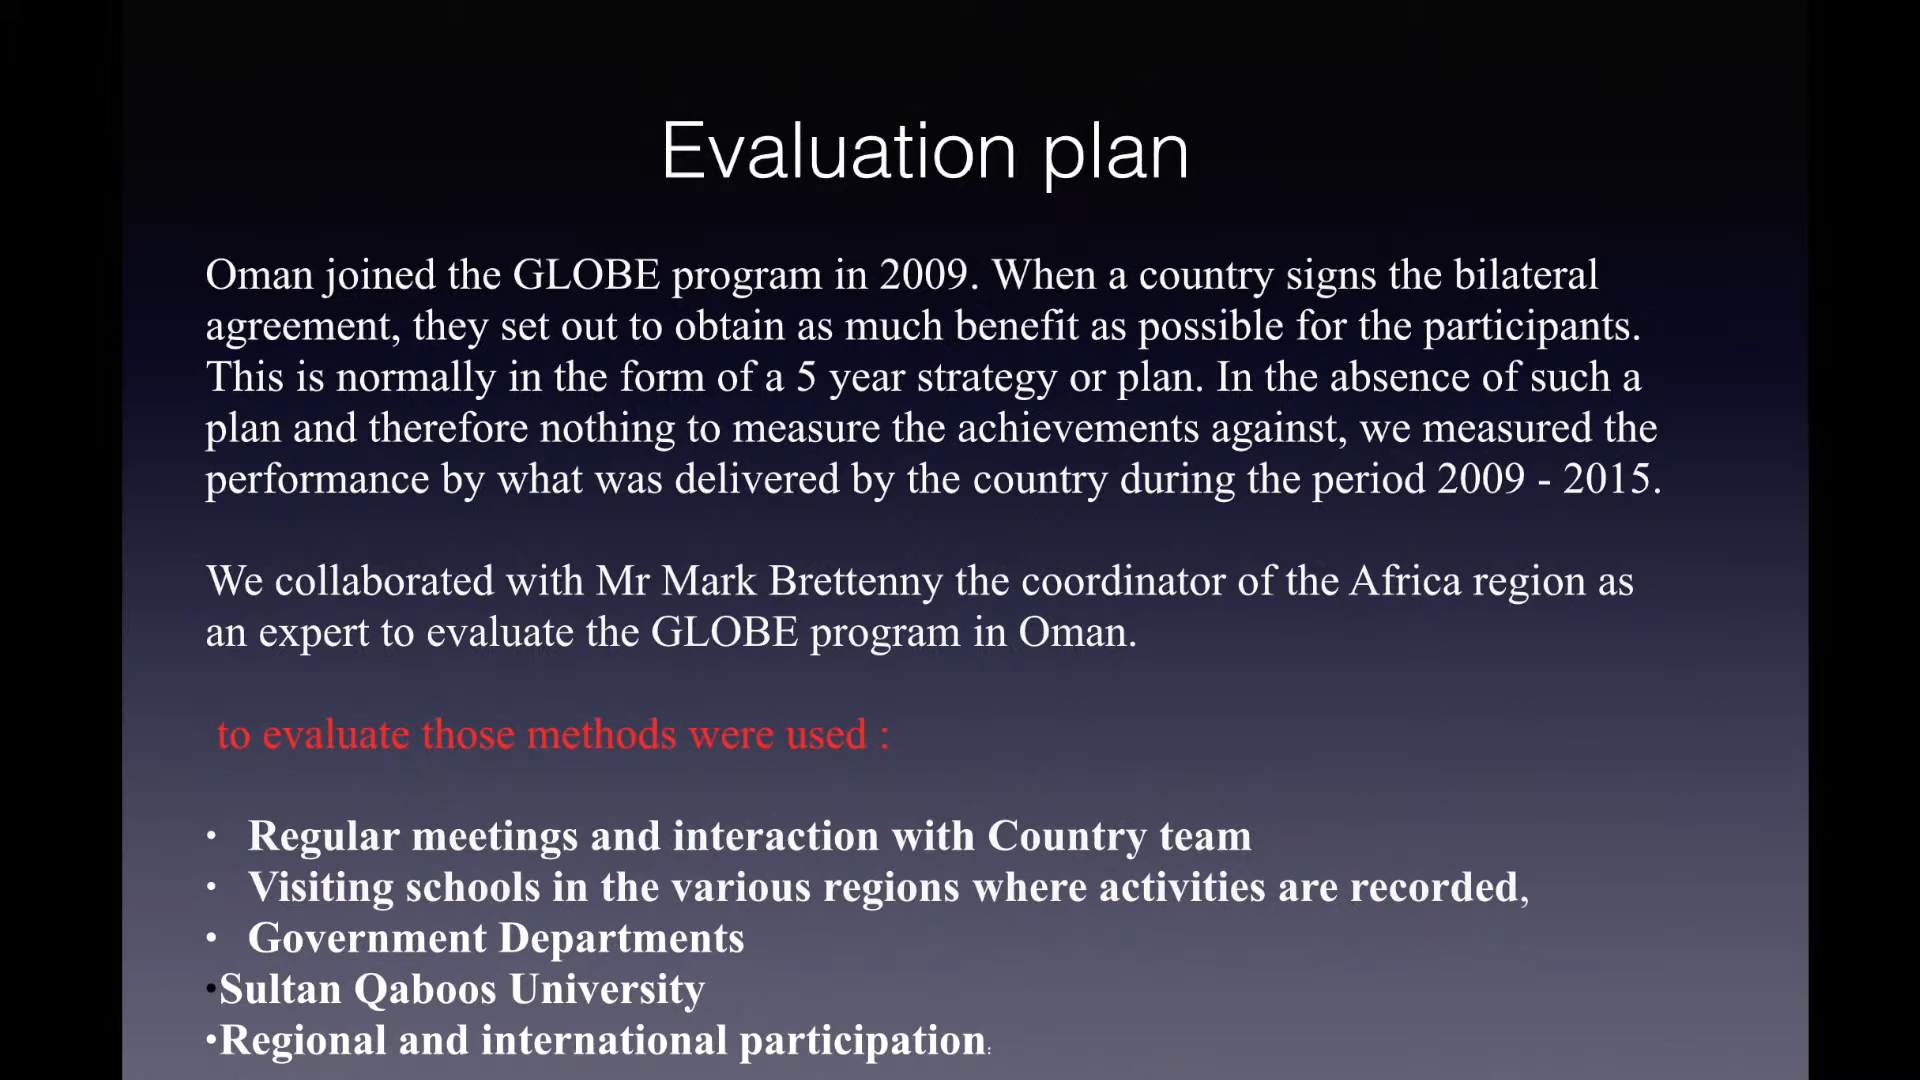 Evaluation plan
Oman joined the GLOBE program in 2009. When a country signs the bilateral
agreement, they set out to obtain as much benefit as possible for the participants.
This is normally in the form of a 5 year strategy or plan. In the absence of such a
plan and therefore nothing to measure the achievements against, we measured the
performance by what was delivered by the country during the period 2009 - 2015.
We collaborated with Mr Mark Brettenny the coordinator of the Africa region as
an expert to evaluate the GLOBE program in Oman.
to evaluate those methods were used :
• Regular meetings and interaction with Country team
• Visiting schools in the various regions where activities are recorded,
• Government Departments
•Sultan Qaboos University
•Regional and international participation: